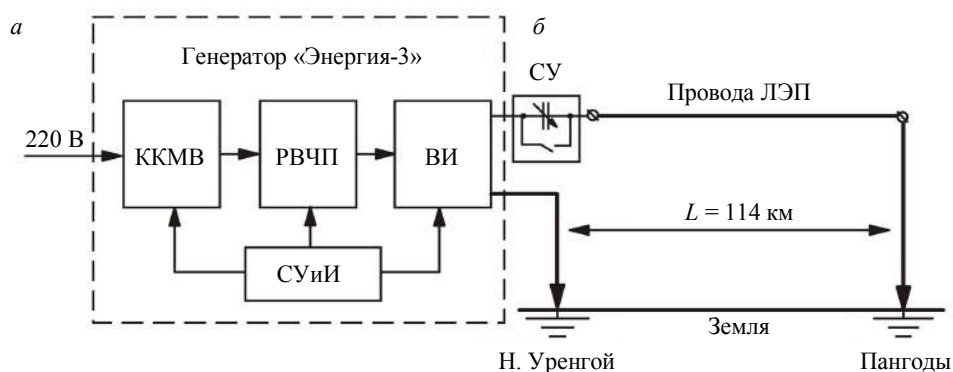 а
б
Генератор «Энергия-3»
СУ
Провода ЛЭП
220 В
ККМВ
РВЧП
ВИ
L = 114 км
СУиИ
Земля
Н. Уренгой
Пангоды